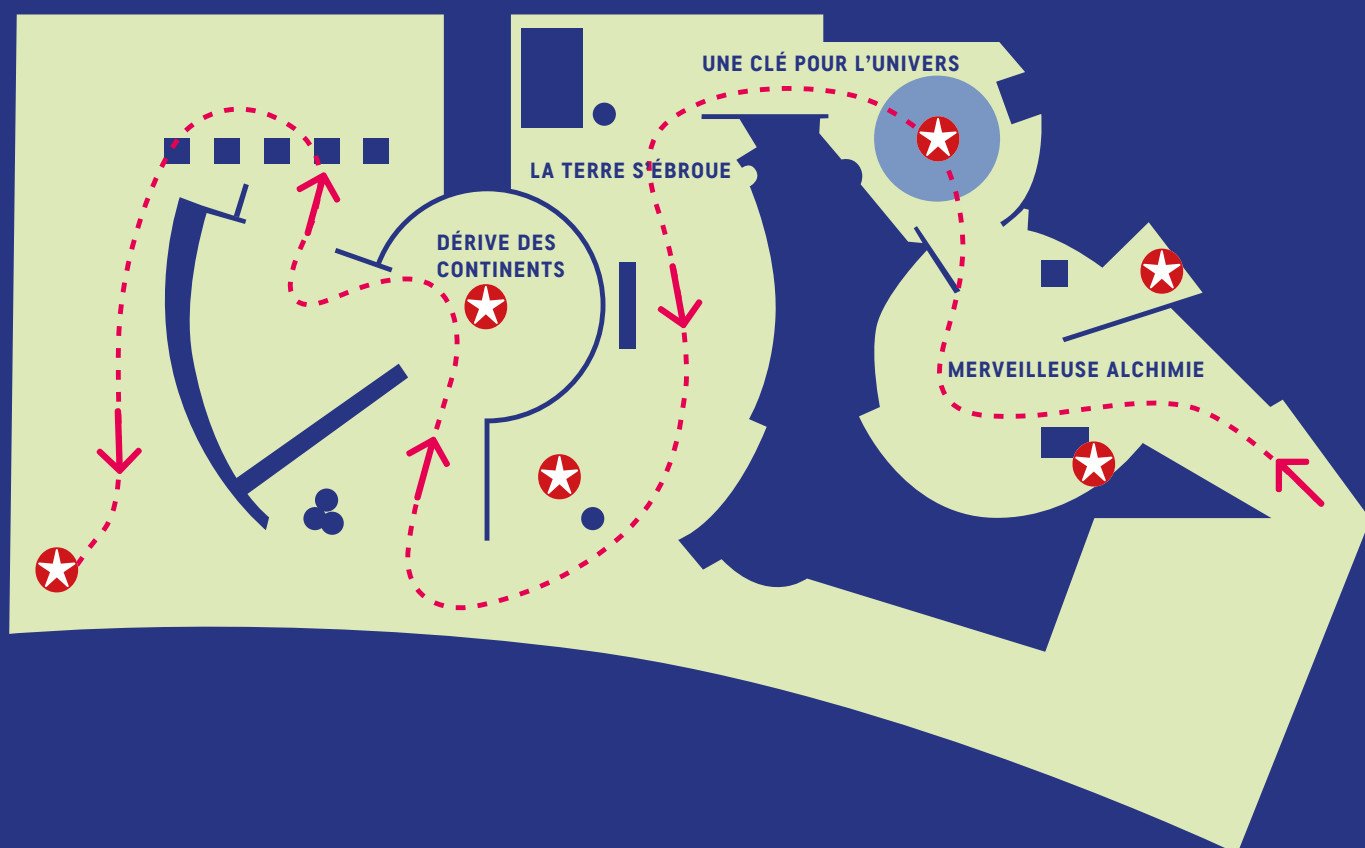 UNE CLÉ POUR L'UNIVERS
LA TERRE S'ÉBROUE
DÉRIVE DES
CONTINENTS
MERVEILLEUSE ALCHIMIE